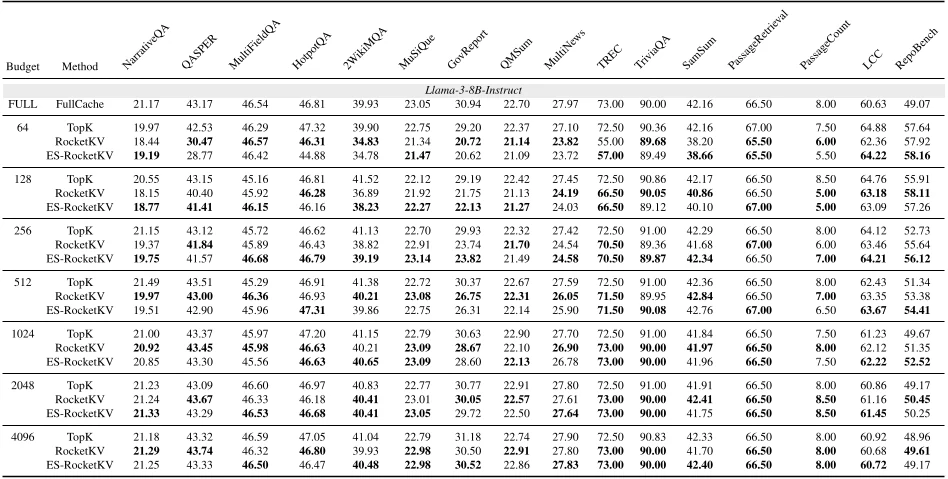 Budget Method NarrativeQA QASPER MultiFieldQA HotpotQA 2WikiMQA MuSiQue GovReport QMSum MultiNews TREC TriviaQA SamSum PassageRetrieval PassageCount LCC RepoBench
Llama-3-8B-Instruct
FULL FullCache 21.17 43.17 46.54 46.81 39.93 23.05 30.94 22.70 27.97 73.00 90.00 42.16 66.50 8.00 60.63 49.07
64 TopK 19.97 42.53 46.29 47.32 39.90 22.75 29.20 22.37 27.10 72.50 90.36 42.16 67.00 7.50 64.88 57.64
RocketKV 18.44 30.47 46.57 46.31 34.83 21.34 20.72 21.14 23.82 55.00 89.68 38.20 65.50 6.00 62.36 57.92
ES-RocketKV 19.19 28.77 46.42 44.88 34.78 21.47 20.62 21.09 23.72 57.00 89.49 38.66 65.50 5.50 64.22 58.16
128 TopK 20.55 43.15 45.16 46.81 41.52 22.12 29.19 22.42 27.45 72.50 90.86 42.17 66.50 8.50 64.76 55.91
RocketKV 18.15 40.40 45.92 46.28 36.89 21.92 21.75 21.13 24.19 66.50 90.05 40.86 66.50 5.00 63.18 58.11
ES-RocketKV 18.77 41.41 46.15 46.16 38.23 22.27 22.13 21.27 24.03 66.50 89.12 40.10 67.00 5.00 63.09 57.26
256 TopK 21.15 43.12 45.72 46.62 41.13 22.70 29.93 22.32 27.42 72.50 91.00 42.29 66.50 8.00 64.12 52.73
RocketKV 19.37 41.84 45.89 46.43 38.82 22.91 23.74 21.70 24.54 70.50 89.36 41.68 67.00 6.00 63.46 55.64
ES-RocketKV 19.75 41.57 46.68 46.79 39.19 23.14 23.82 21.49 24.58 70.50 89.87 42.34 66.50 7.00 64.21 56.12
512 TopK 21.49 43.51 45.29 46.91 41.38 22.72 30.37 22.67 27.59 72.50 91.00 42.36 66.50 8.00 62.43 51.34
RocketKV 19.97 43.00 46.36 46.93 40.21 23.08 26.75 22.31 26.05 71.50 89.95 42.84 66.50 7.00 63.35 53.38
ES-RocketKV 19.51 42.90 45.96 47.31 39.86 22.75 26.31 22.14 25.90 71.50 90.08 42.76 67.00 6.50 63.67 54.41
1024 TopK 21.00 43.37 45.97 47.20 41.15 22.79 30.63 22.90 27.70 72.50 91.00 41.84 66.50 7.50 61.23 49.67
RocketKV 20.92 43.45 45.98 46.63 40.21 23.09 28.67 22.10 26.90 73.00 90.00 41.97 66.50 8.00 62.12 51.35
ES-RocketKV 20.85 43.30 45.56 46.63 40.65 23.09 28.60 22.13 26.78 73.00 90.00 41.96 66.50 7.50 62.22 52.52
2048 TopK 21.23 43.09 46.60 46.97 40.83 22.77 30.77 22.91 27.80 72.50 91.00 41.91 66.50 8.00 60.86 49.17
RocketKV 21.24 43.67 46.33 46.18 40.41 23.01 30.05 22.57 27.61 73.00 90.00 42.41 66.50 8.50 61.16 50.45
ES-RocketKV 21.33 43.29 46.53 46.68 40.41 23.05 29.72 22.50 27.64 73.00 90.00 41.75 66.50 8.50 61.45 50.25
4096 TopK 21.18 43.32 46.59 47.05 41.04 22.79 31.18 22.74 27.90 72.50 90.83 42.33 66.50 8.00 60.92 48.96
RocketKV 21.29 43.74 46.32 46.80 39.93 22.98 30.50 22.91 27.80 73.00 90.00 41.70 66.50 8.00 60.68 49.61
ES-RocketKV 21.25 43.33 46.50 46.47 40.48 22.98 30.52 22.86 27.83 73.00 90.00 42.40 66.50 8.00 60.72 49.17